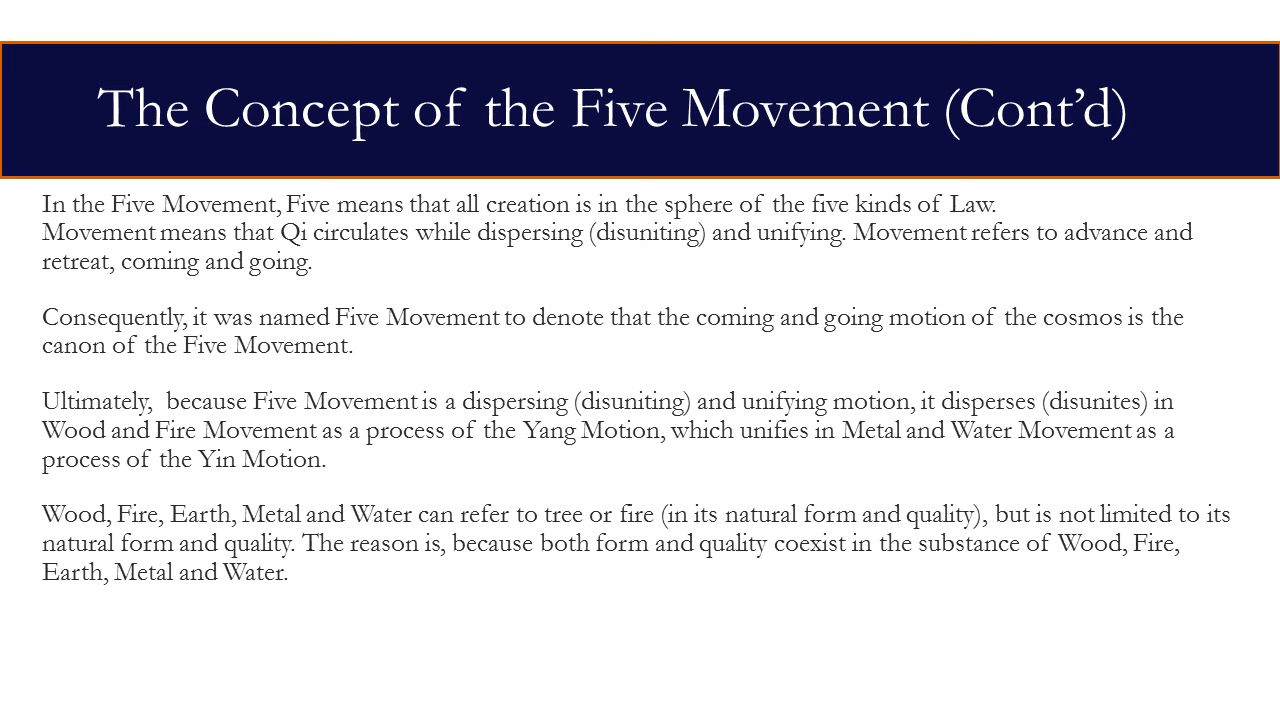 The Concept of the Five Movement (Cont’d)
In the Five Movement, Five means that all creation is in the sphere of the five kinds of Law.
Movement means that Qi circulates while dispersing (disuniting) and unifying. Movement refers to advance and
retreat, coming and going.
Consequently, it was named Five Movement to denote that the coming and going motion of the cosmos is the
canon of the Five Movement.
Ultimately, because Five Movement is a dispersing (disuniting) and unifying motion, it disperses (disunites) in
Wood and Fire Movement as a process of the Yang Motion, which unifies in Metal and Water Movement as a
process of the Yin Motion.
Wood, Fire, Earth, Metal and Water can refer to tree or fire (in its natural form and quality), but is not limited to its
natural form and quality. The reason is, because both form and quality coexist in the substance of Wood, Fire,
Earth, Metal and Water.